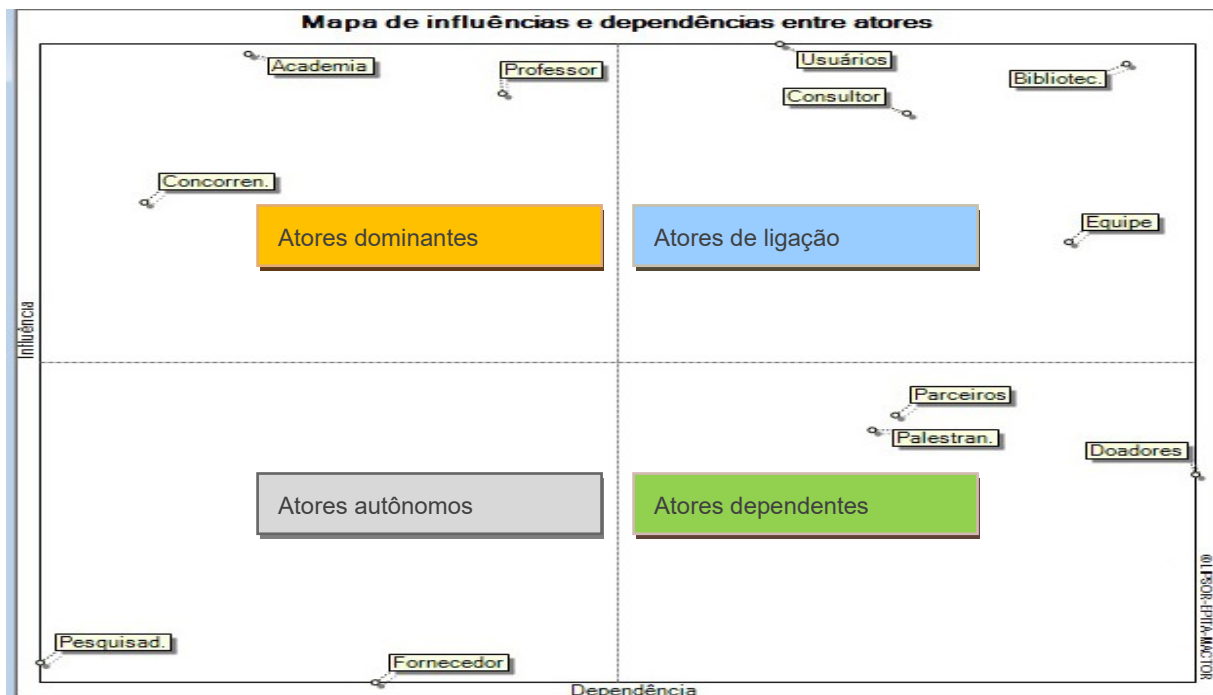 Mapa de influências e dependências entre atores
Academia
Professor
Usuários
Bibliotec.
Consultor
Concorren.
Equipe
Atores dominantes
Atores de ligação
Influência
Parceiros
Palestran.
Doadores
Atores autônomos
Atores dependentes
Pesquisad.
Fornecedor
Dependência
©LIPSOR-EPITA-MACTOR